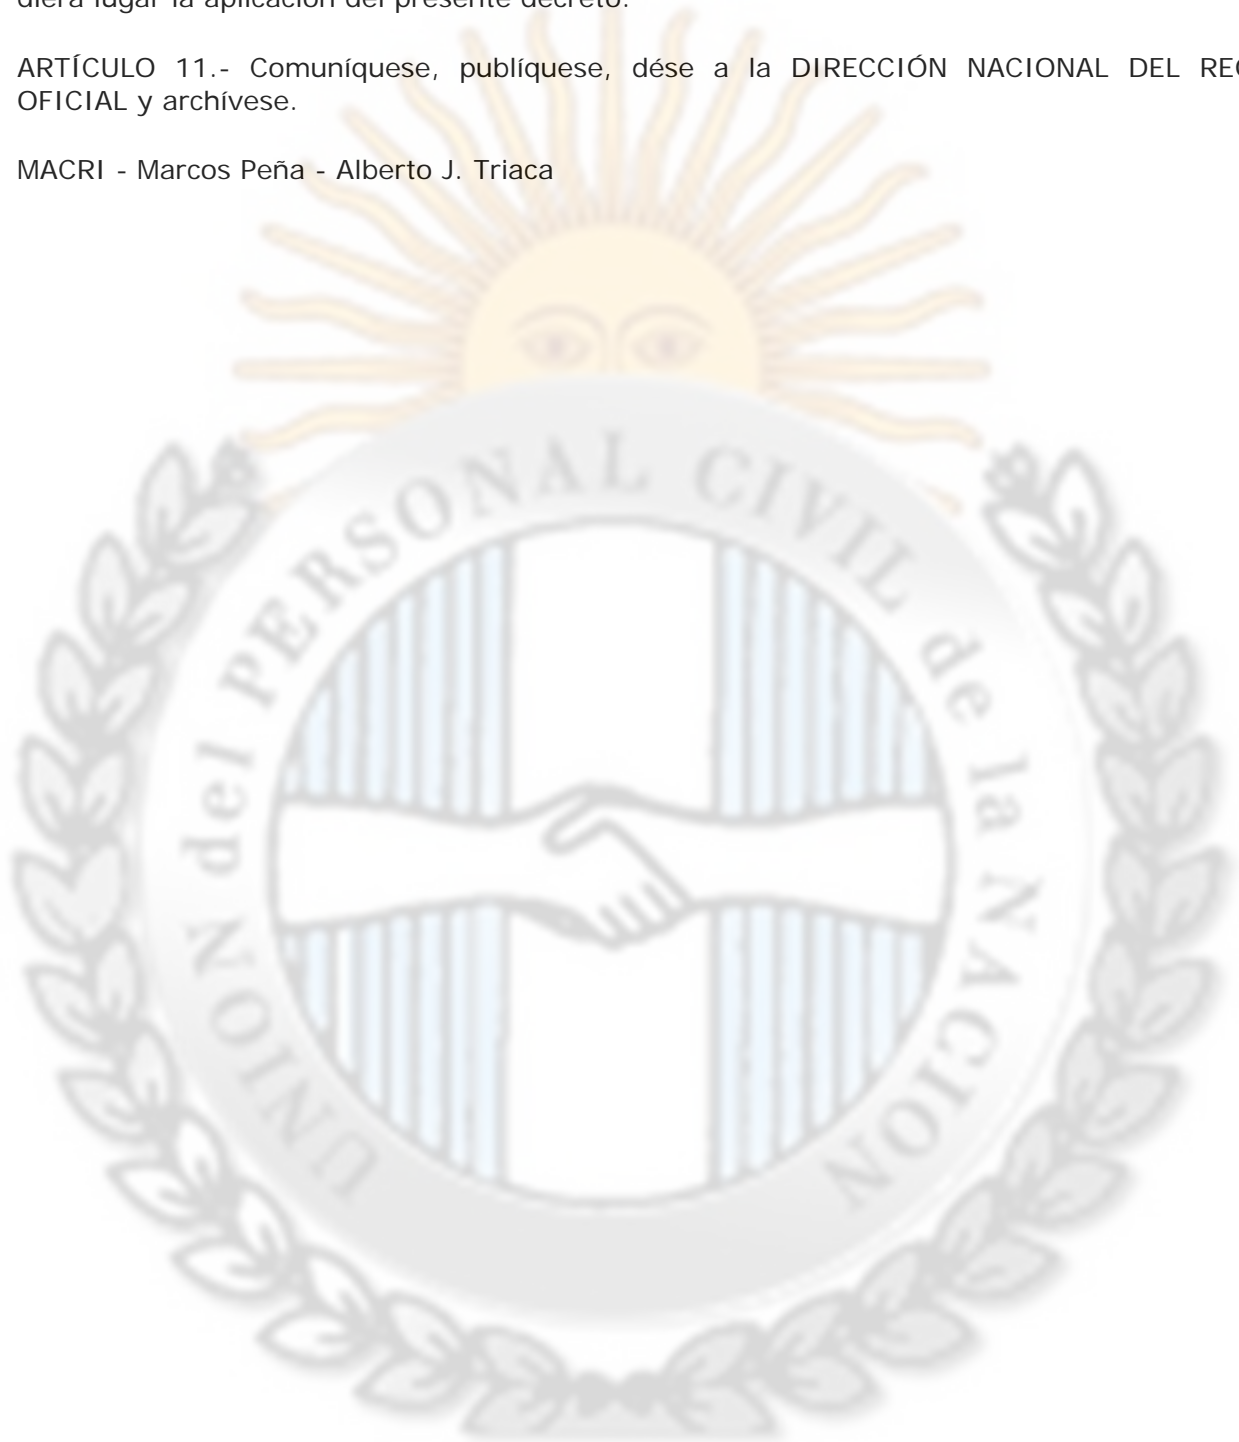 diera lugar la aplicación del presente decreto.
ARTÍCULO 11.- Comuníquese, publíquese, dése a la DIRECCIÓN NACIONAL DEL
OFICIAL y archívese.
MACRI - Marcos Peña - Alberto J. Triaca
UNION del PERSONAL CIVIL de la NACION